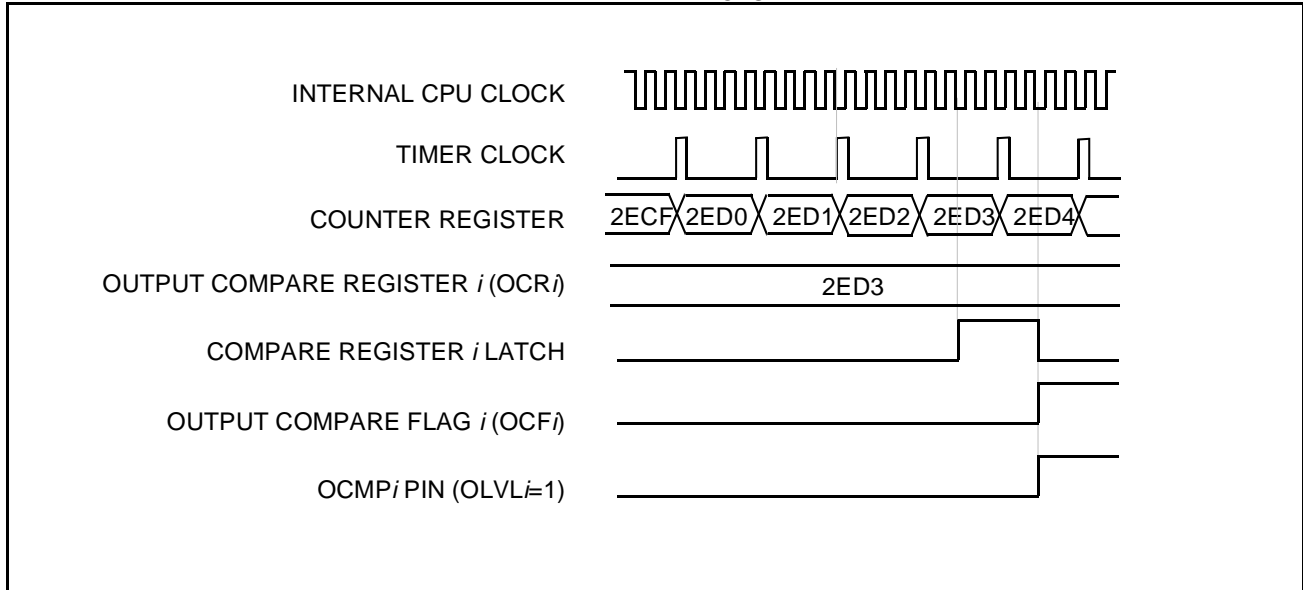 INTERNAL CPU CLOCK
TIMER CLOCK
COUNTER REGISTER 2ECF 2ED0 2ED1 2ED2 2ED3 2ED4
OUTPUT COMPARE REGISTER i (OCRi) 2ED3
COMPARE REGISTER i LATCH
OUTPUT COMPARE FLAG i (OCFi)
OCMPi PIN (OLVLi=1)